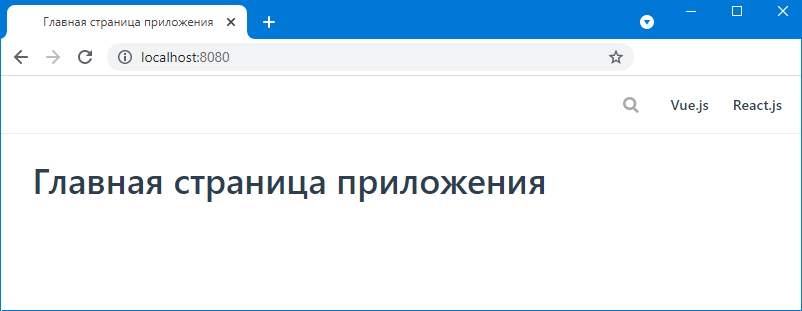 Главная страница приложения
localhost:8080
Vue.js React.js
Главная страница приложения